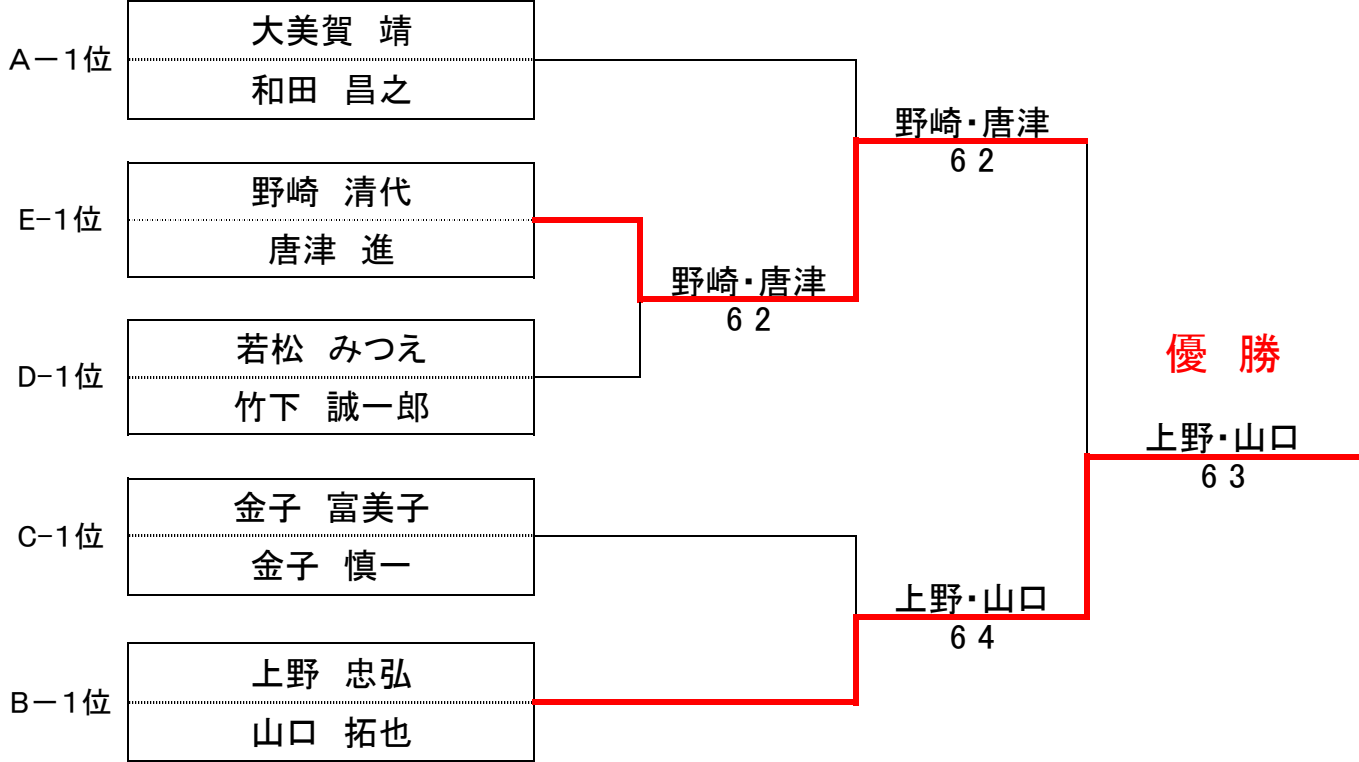 大美賀　靖
A－1位
和田　昌之
野崎・唐津
6 2
野崎　清代
E-1位
唐津　進
野崎・唐津
6 2
若松　みつえ
優　勝
D-1位
竹下　誠一郎
上野・山口
6 3
金子　富美子
C-1位
金子　慎一
上野・山口
6 4
上野　忠弘
B－1位
山口　拓也